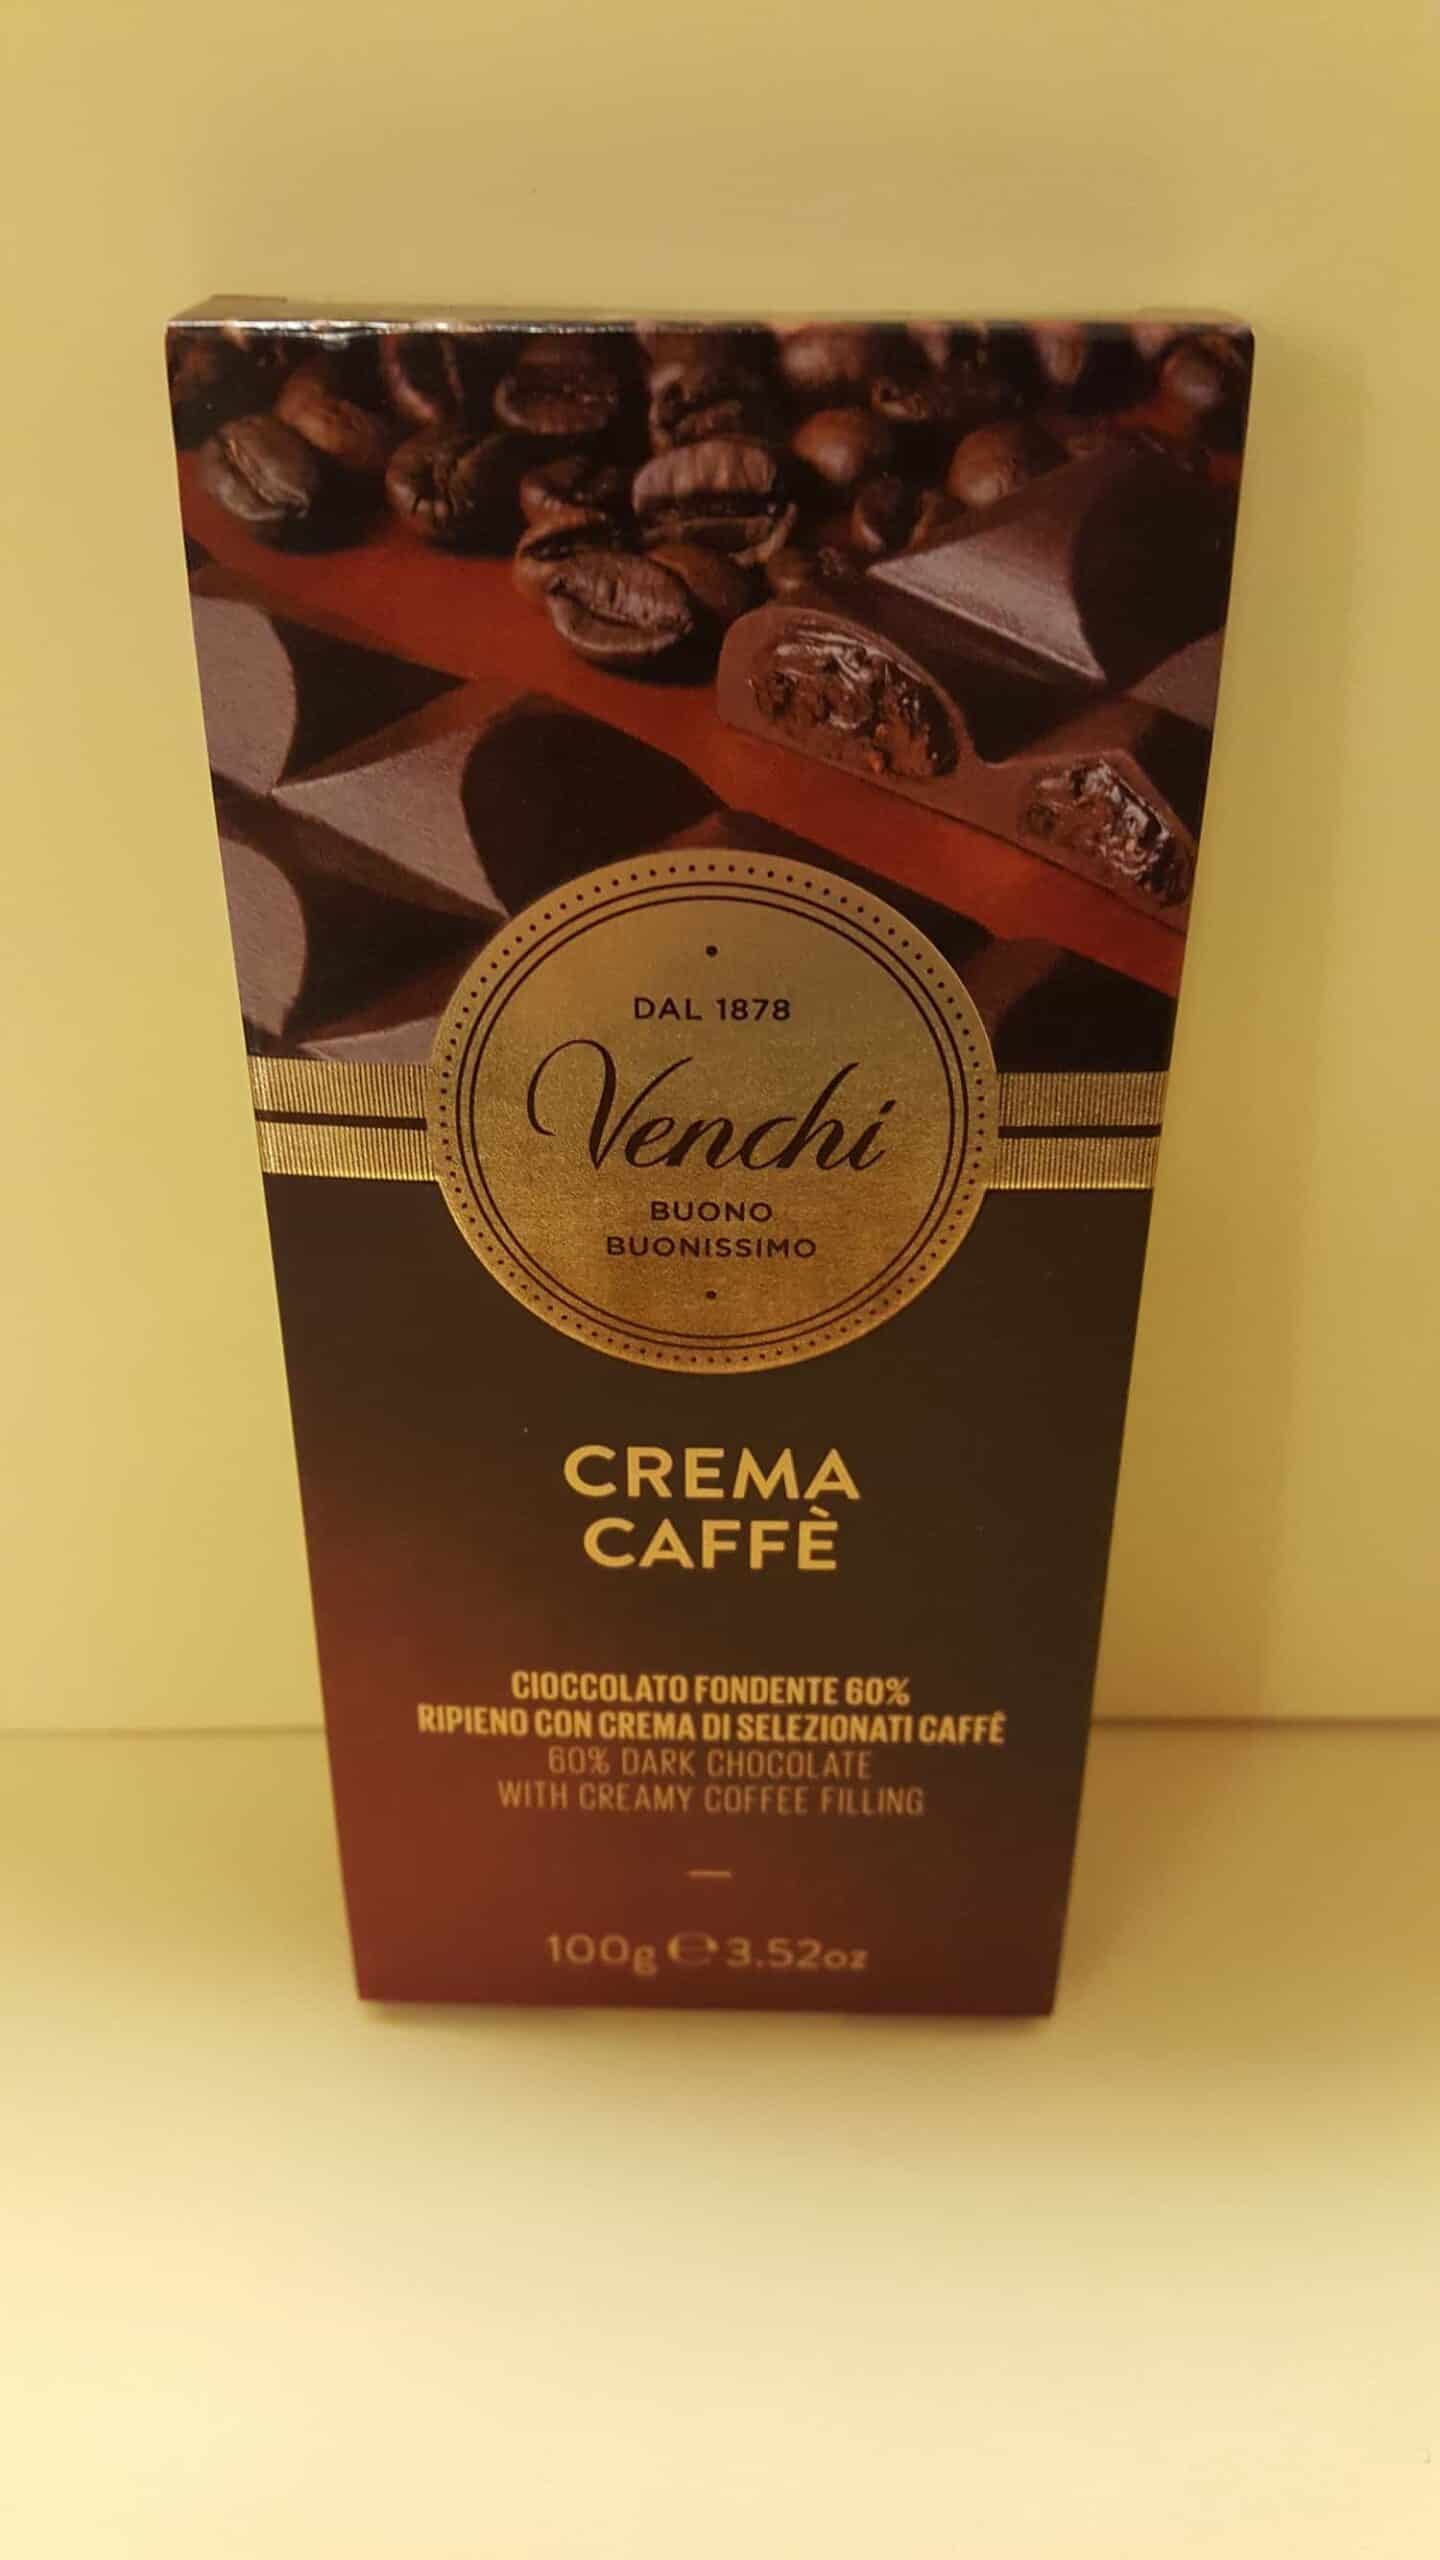 DAL 1878
Venchi
BUONO
BUONISSIMO
CREMA
CAFFÈ
CIOCCOLATO FONDENTE 60%
RIPIENO CON CREMA DI SELEZIONATI CAFFÈ
60% DARK CHOCOLATE
WITH CREAMY COFFEE FILLING
100g ℮ 3.52oz